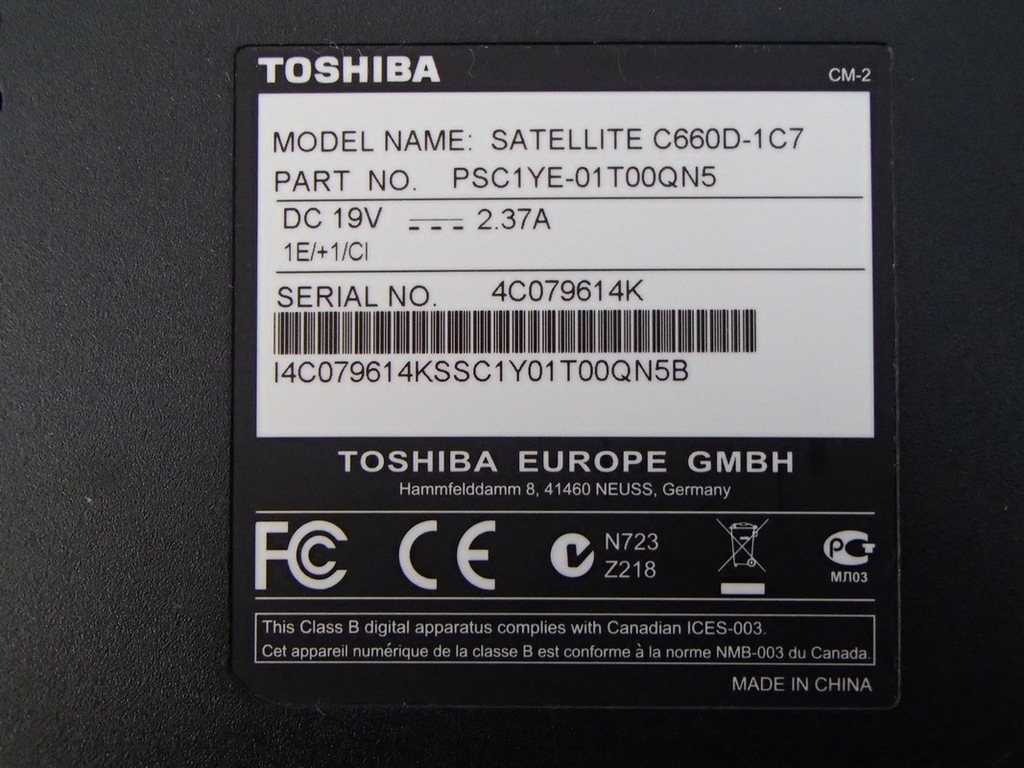 TOSHIBA
CM-2
MODEL NAME: SATELLITE C660D-1C7
PART NO. PSC1YE-01T00QN5
DC 19V 2.37A
1E/+1/CI
SERIAL NO. 4C079614K
I4C079614KSSC1Y01T00QN5B
TOSHIBA EUROPE GMBH
Hammfelddamm 8, 41460 NEUSS, Germany
FC CE N723
Z218
РСТ
МЛ03
This Class B digital apparatus complies with Canadian ICES-003.
Cet appareil numérique de la classe B est conforme à la norme NMB-003 du Canada.
MADE IN CHINA